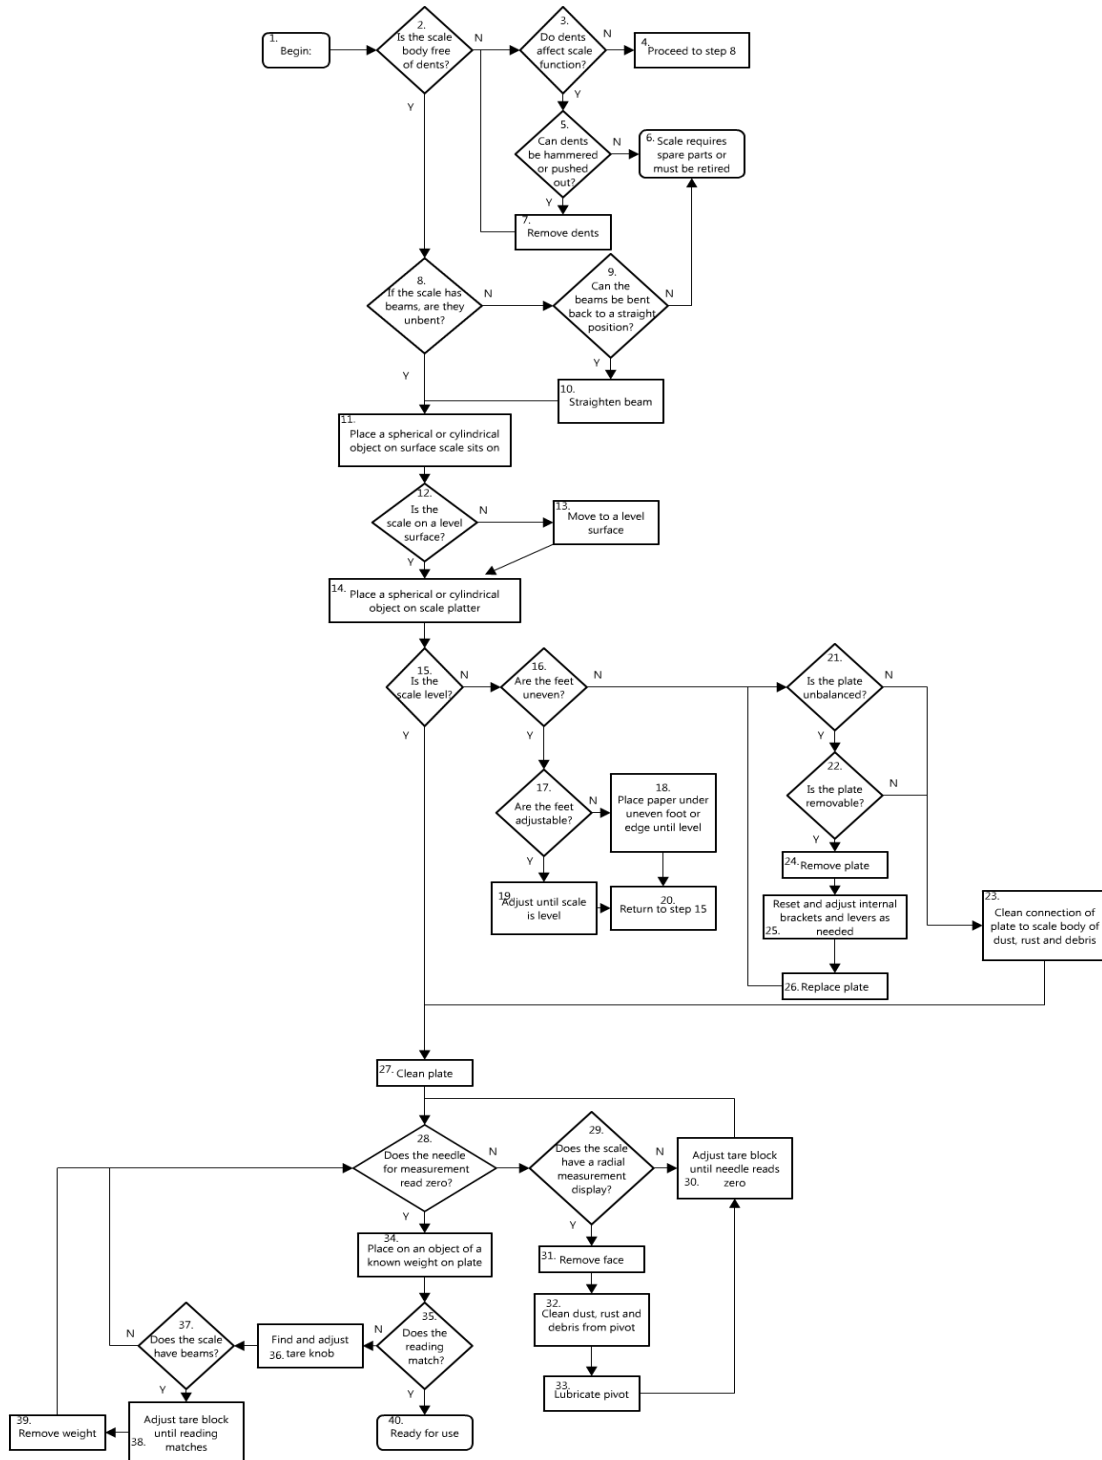 1.
Begin:
2.
Is the scale
body free
of dents?
N
Y
3.
Do dents
affect scale
function?
N
Y
4.
Proceed to step 8
5.
Can dents
be hammered
or pushed
out?
N
Y
6. Scale requires
spare parts or
must be retired
7.
Remove dents
8.
If the scale has
beams, are they
unbent?
N
Y
9.
Can the
beams be bent
back to a straight
position?
N
Y
10.
Straighten beam
11.
Place a spherical or cylindrical
object on surface scale sits on
12.
Is the
scale on a level
surface?
N
Y
13.
Move to a level
surface
14. Place a spherical or cylindrical
object on scale platter
15.
Is the
scale level?
N
Y
16.
Are the feet
uneven?
N
Y
17.
Are the feet
adjustable?
N
Y
18.
Place paper under
uneven foot or
edge until level
19.
Adjust until scale
is level
20.
Return to step 15
21.
Is the plate
unbalanced?
N
Y
22.
Is the plate
removable?
N
Y
23.
Clean connection of
plate to scale body of
dust, rust and debris
24. Remove plate
Reset and adjust internal
brackets and levers as
25. needed
26. Replace plate
27. Clean plate
28.
Does the needle
for measurement
read zero?
N
Y
29.
Does the scale
have a radial
measurement
display?
N
Y
Adjust tare block
until needle reads
30. zero
31. Remove face
32.
Clean dust, rust and
debris from pivot
33.
Lubricate pivot
34.
Place on an object of a
known weight on plate
35.
Does the
reading
match?
N
Y
Find and adjust
36. tare knob
37.
Does the scale
have beams?
N
Y
Adjust tare block
until reading
38. matches
39.
Remove weight
40.
Ready for use